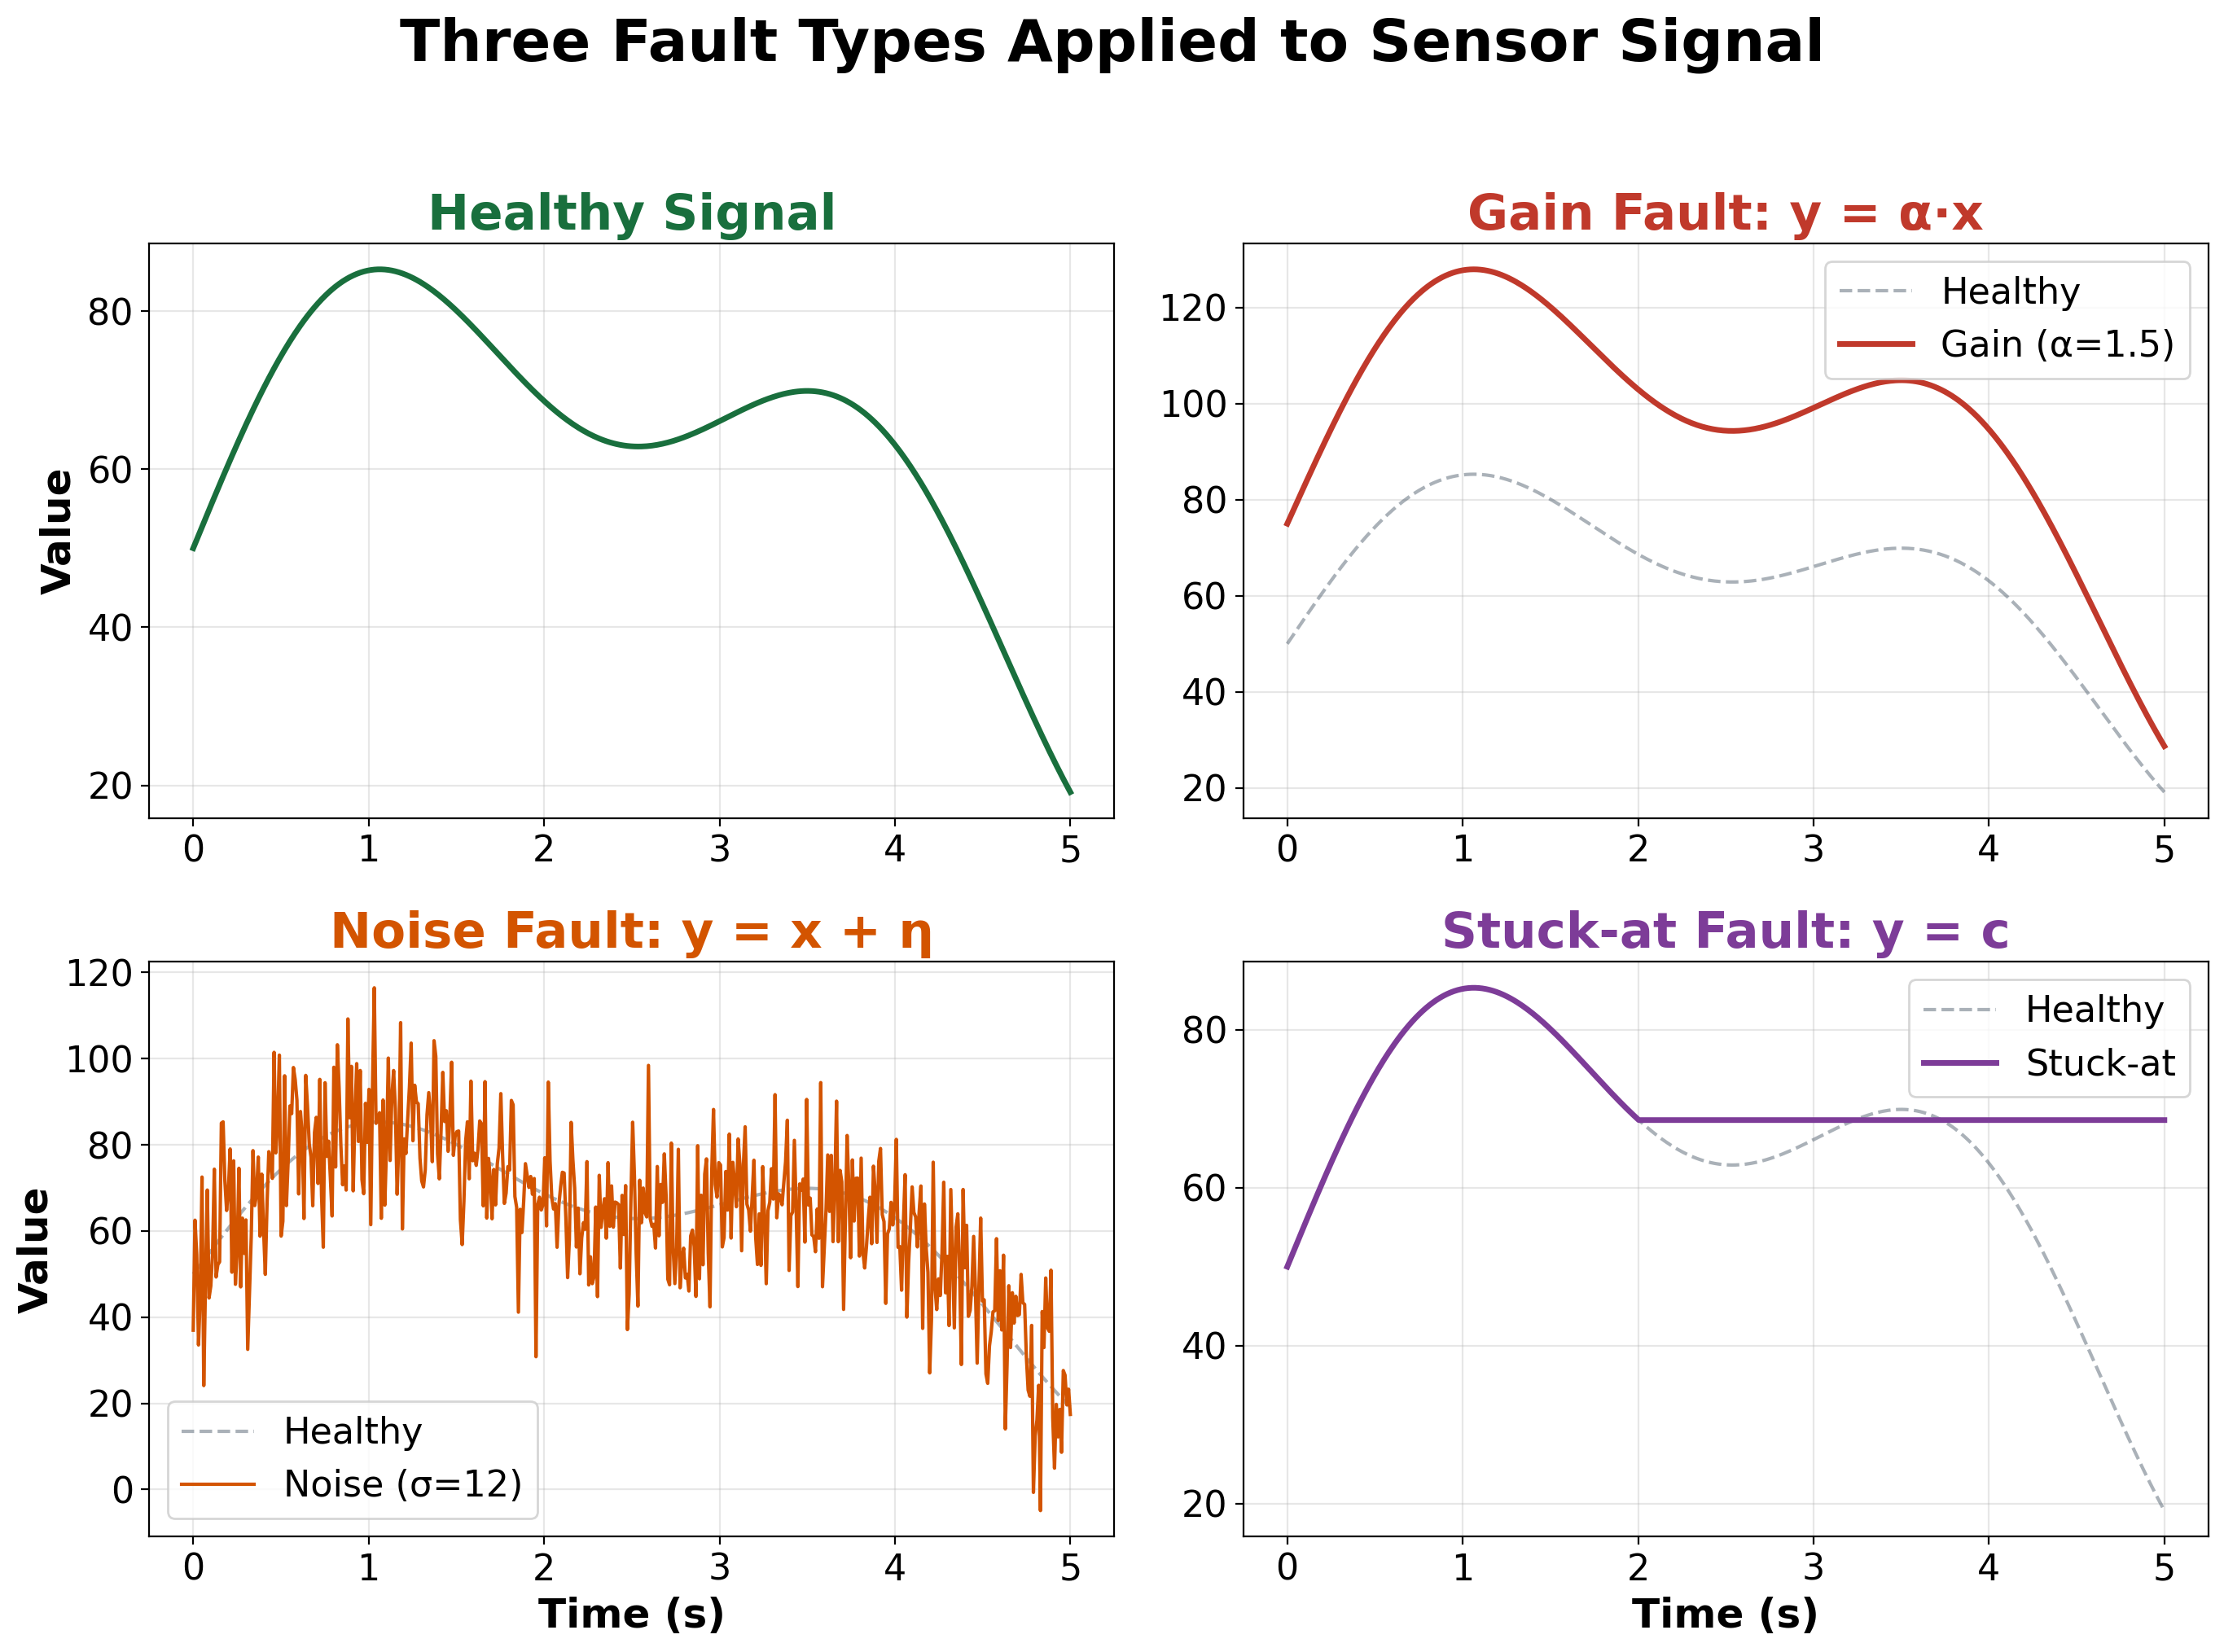 Three Fault Types Applied to Sensor Signal
Healthy Signal
Value
80
60
40
20
0 1 2 3 4 5
Gain Fault: y = α·x
120
100
80
60
40
20
Healthy
Gain (α=1.5)
0 1 2 3 4 5
Noise Fault: y = x + η
Value
120
100
80
60
40
20
0
Healthy
Noise (σ=12)
0 1 2 3 4 5
Time (s)
Stuck-at Fault: y = c
80
60
40
20
Healthy
Stuck-at
0 1 2 3 4 5
Time (s)